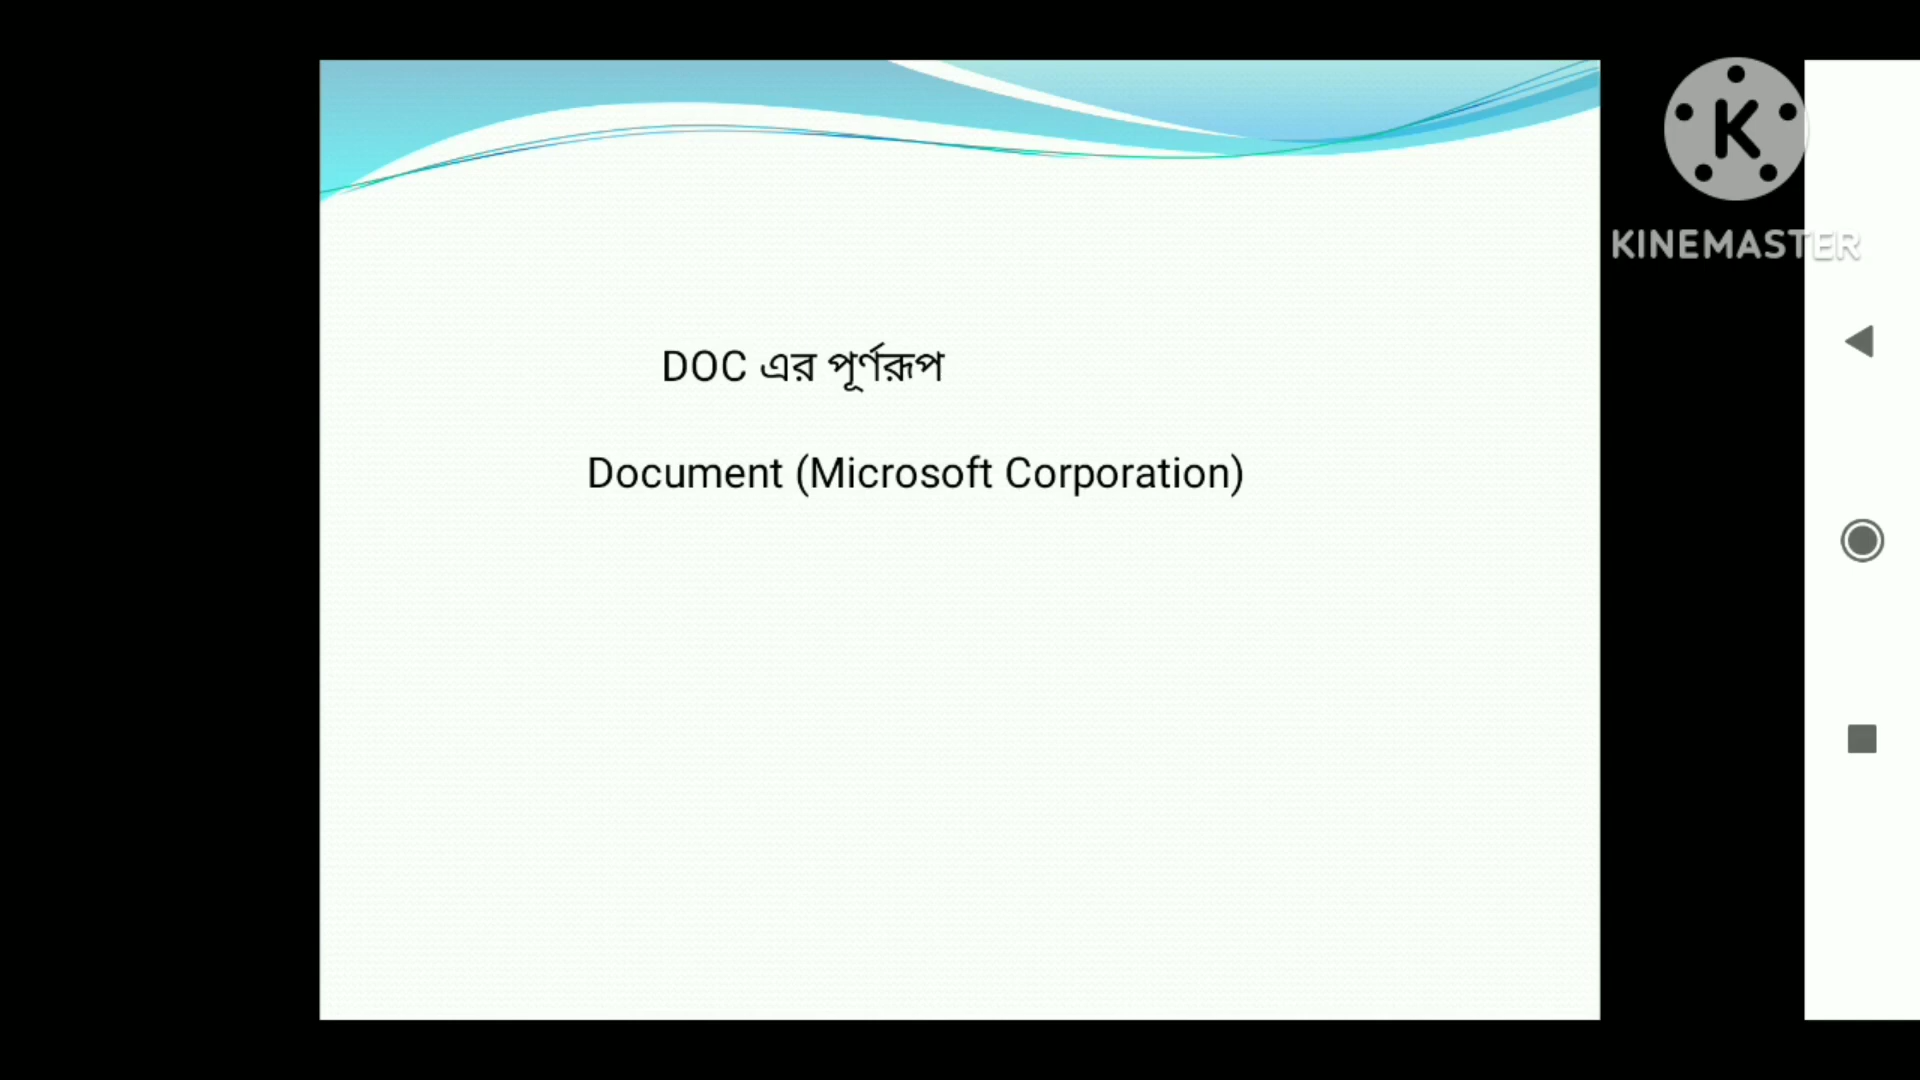 DOC এর পূর্ণরূপ
Document (Microsoft Corporation)
K
KINEMASTER